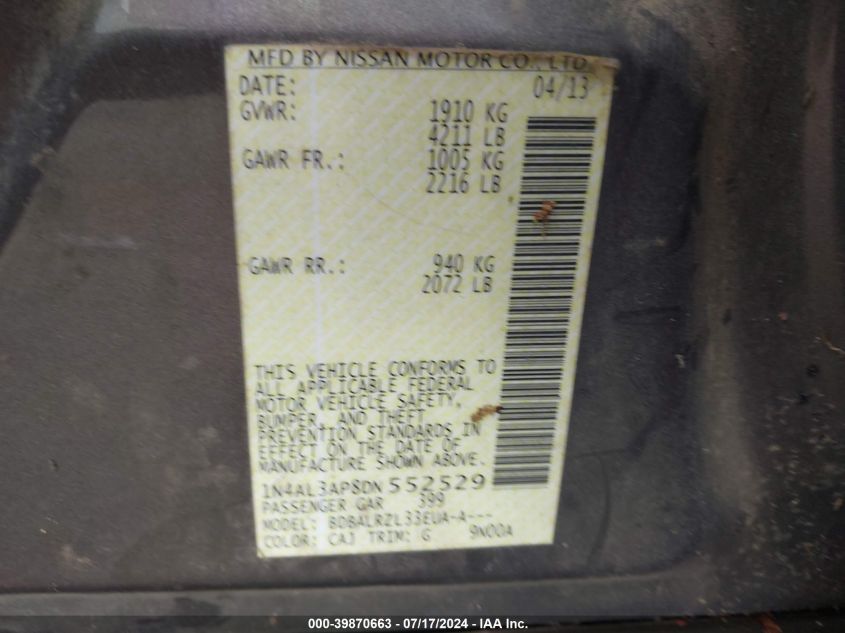 MFD BY NISSAN MOTOR CO., LTD.
DATE: 04/13
GVWR: 1910 KG
4211 LB
GAWR FR.: 1005 KG
2216 LB
GAWR RR.: 940 KG
2072 LB
THIS VEHICLE CONFORMS TO
ALL APPLICABLE FEDERAL
MOTOR VEHICLE SAFETY,
BUMPER, AND THEFT
PREVENTION STANDARDS IN
EFFECT ON THE DATE OF
MANUFACTURE SHOWN ABOVE.
1N4AL3AP8DN552529
PASSENGER CAR 399
MODEL: BDBALRZL33EUA-A---
COLOR: CAJ TRIM: G 9N00A
000-39870663 - 07/17/2024 - IAA Inc.